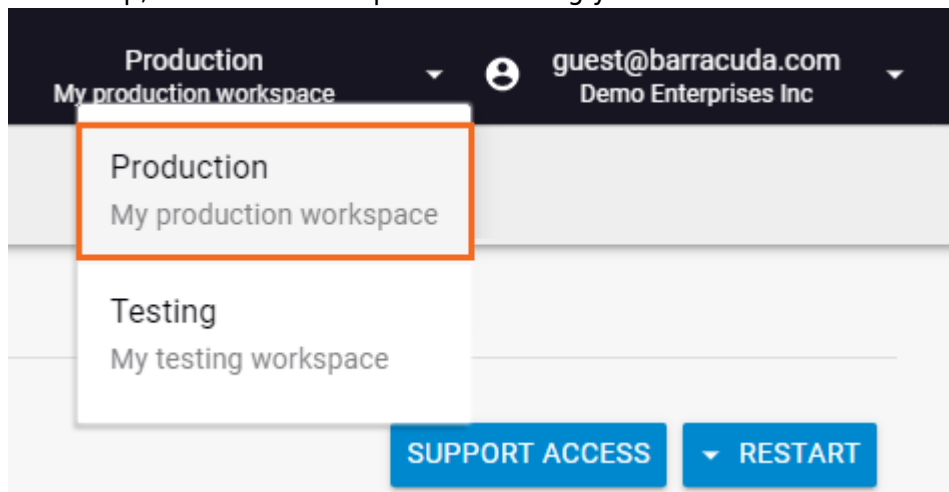 Production
My production workspace
guest@barracuda.com
Demo Enterprises Inc
Production
My production workspace
Testing
My testing workspace
SUPPORT ACCESS
RESTART